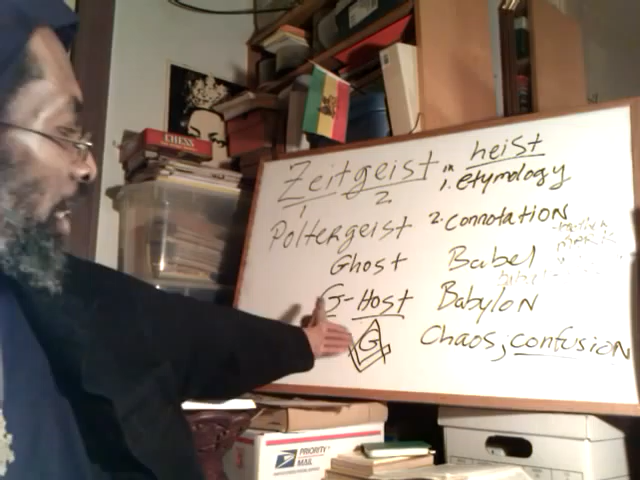 CHESS
Zeitgeist in heist
1 2 1. etymology
Poltergeist 2. connotation
Ghost Babel
G-Host Babylon
G Chaos; confusion
PRIORITY
MAIL